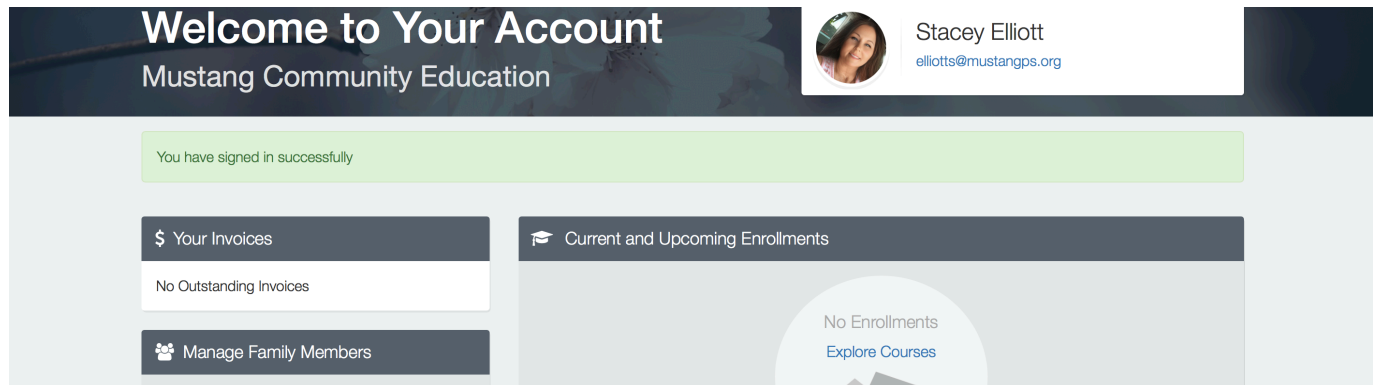 Welcome to Your Account
Mustang Community Education
Stacey Elliott
elliotts@mustangps.org
You have signed in successfully
$ Your Invoices
No Outstanding Invoices
Manage Family Members
Current and Upcoming Enrollments
No Enrollments
Explore Courses